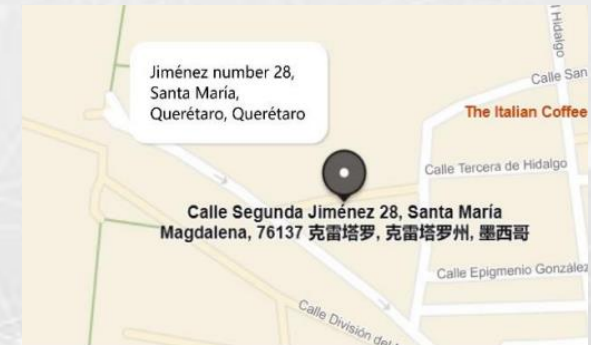 Jiménez number 28,
Santa María,
Querétaro, Querétaro
Hidalgo
Calle San
The Italian Coffee
Calle Tercera de Hidalgo
Calle Segunda Jiménez 28, Santa María
Magdalena, 76137 克雷塔罗, 克雷塔罗州, 墨西哥
Calle Epigmenio González
Calle División del